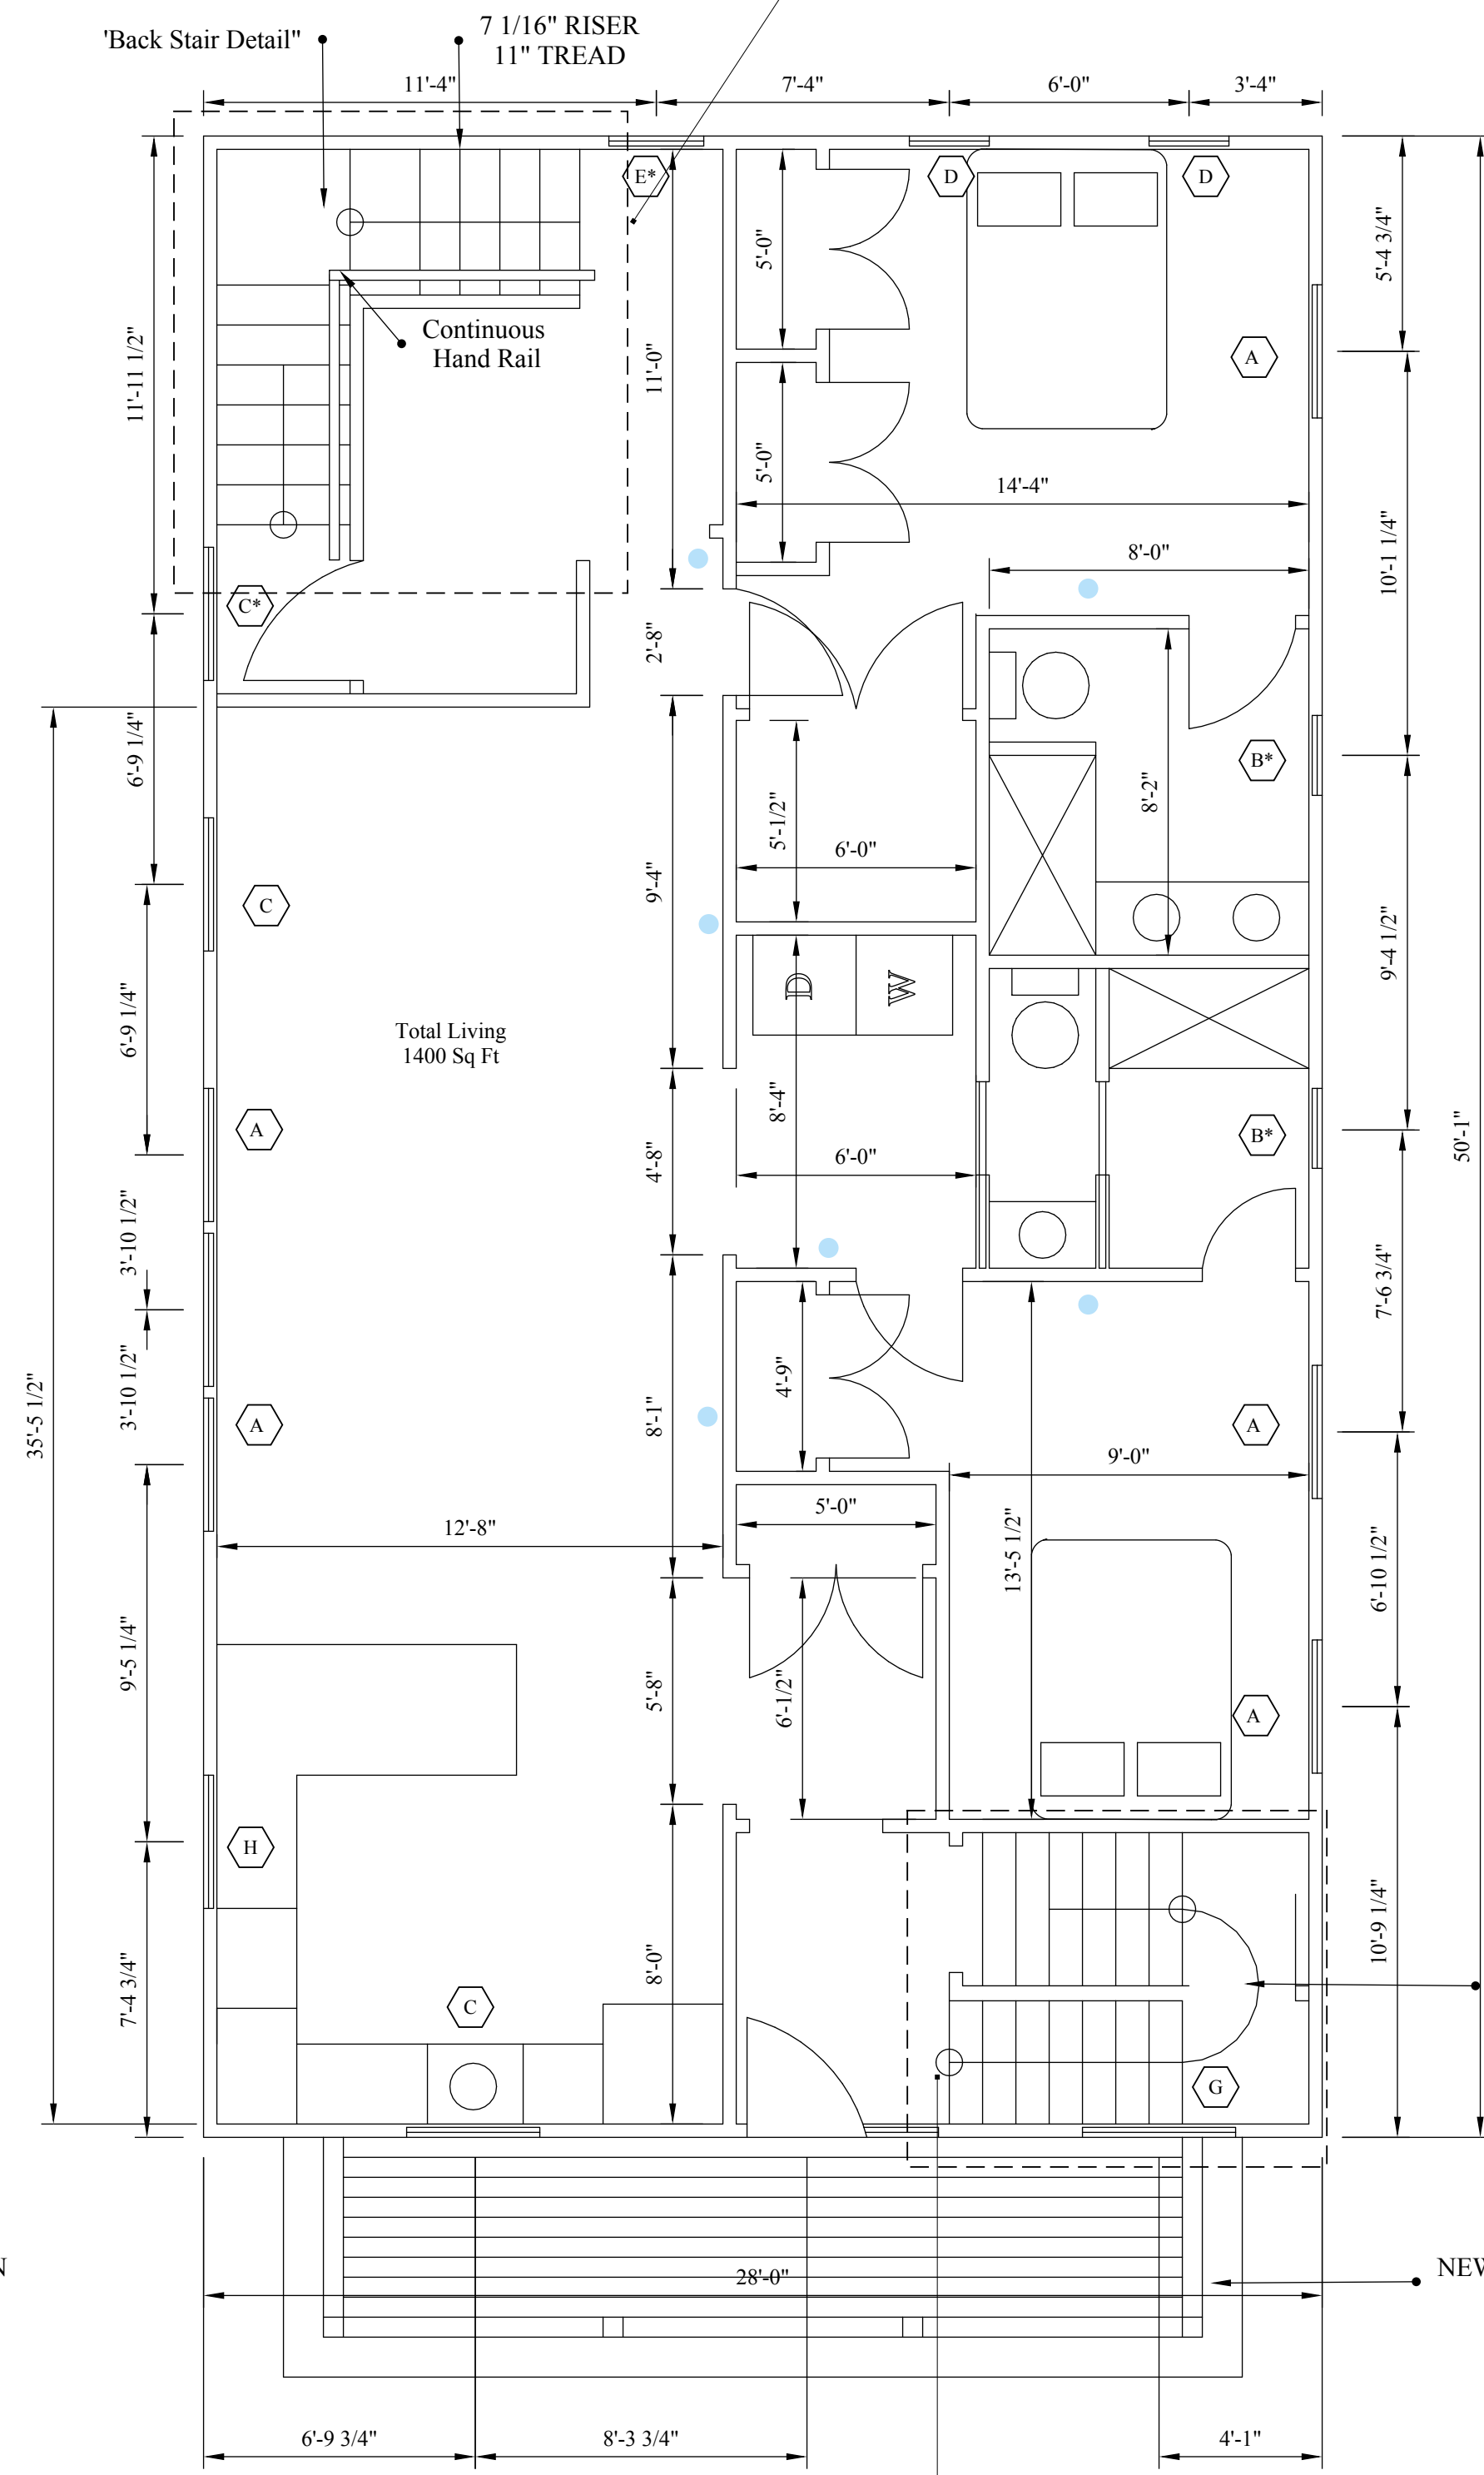 'Back Stair Detail"
7 1/16" RISER
11" TREAD
11'-4"
7'-4"
6'-0"
3'-4"
E*
D
D
5'-4 3/4"
5'-0"
11'-11 1/2"
Continuous
Hand Rail
11'-0"
A
5'-0"
14'-4"
10'-1 1/4"
8'-0"
C*
2'-8"
6'-9 1/4"
B*
8'-2"
5'-1/2"
6'-0"
9'-4"
C
9'-4 1/2"
D
W
6'-9 1/4"
Total Living
1400 Sq Ft
8'-4"
A
B*
50'-1"
4'-8"
6'-0"
3'-10 1/2"
7'-6 3/4"
3'-10 1/2"
4'-9"
35'-5 1/2"
8'-1"
A
A
9'-0"
5'-0"
12'-8"
13'-5 1/2"
6'-10 1/2"
9'-5 1/4"
5'-8"
6'-1/2"
A
H
10'-9 1/4"
8'-0"
7'-4 3/4"
C
G
N
NEW
28'-0"
6'-9 3/4"
8'-3 3/4"
4'-1"